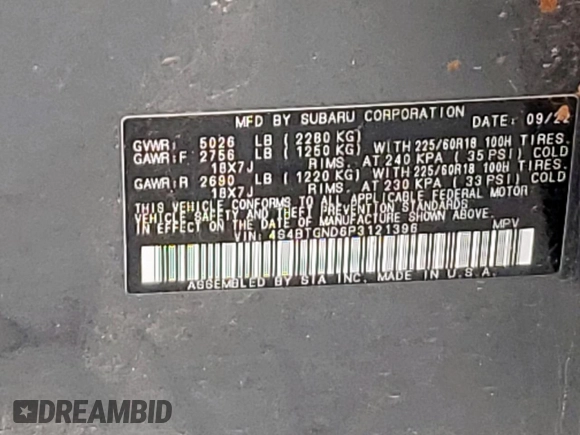 MFD BY SUBARU CORPORATION DATE: 09/22
GVWR: 5026 LB (2280 KG)
GAWR:F 2756 LB (1250 KG) WITH 225/60R18 100H TIRES.
18X7J RIMS. AT 240 KPA (35 PSI) COLD
GAWR:R 2690 LB (1220 KG) WITH 225/60R18 100H TIRES.
18X7J RIMS. AT 230 KPA (33 PSI) COLD
THIS VEHICLE CONFORMS TO ALL APPLICABLE FEDERAL MOTOR
VEHICLE SAFETY AND THEFT PREVENTION STANDARDS
IN EFFECT ON THE DATE OF MANUFACTURE SHOWN ABOVE.
VIN: 4S4BTGND6P3121396 MPV
ASSEMBLED BY SIA INC. MADE IN U.S.A.
DREAMBID